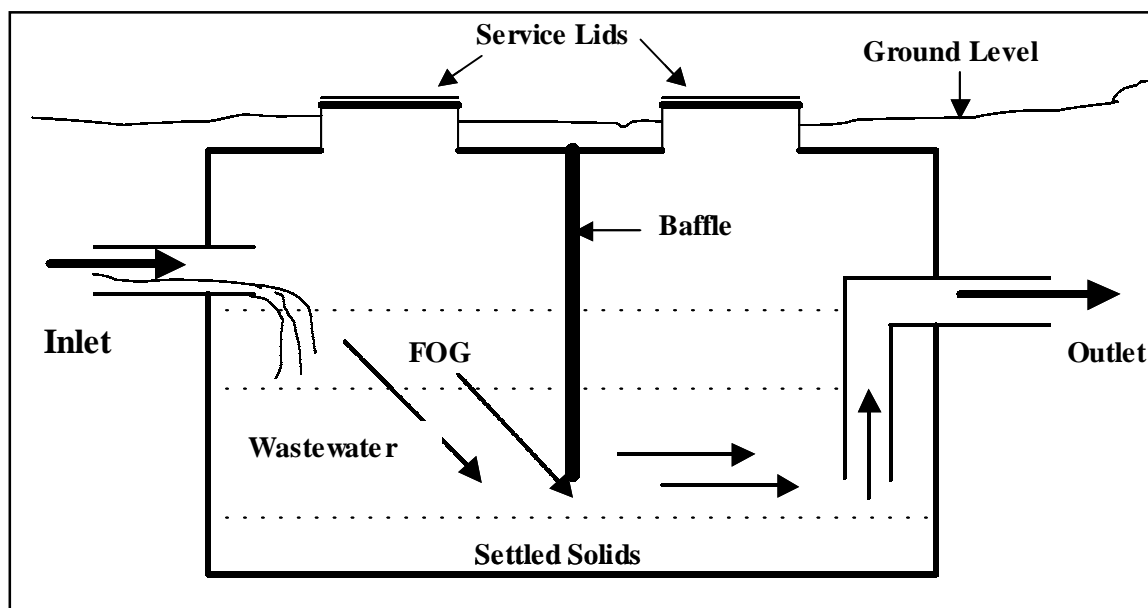 Service Lids
Ground Level
Baffle
Inlet
FOG
Outlet
Wastewater
Settled Solids